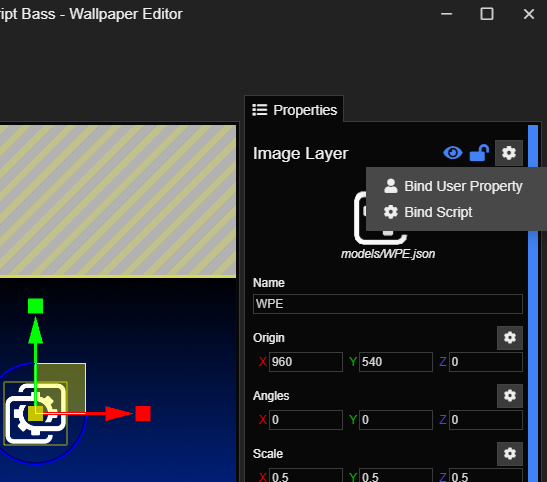 ript Bass - Wallpaper Editor
Properties
Image Layer
Bind User Property
Bind Script
models/WPE.json
Name
WPE
Origin
X 960 Y 540 Z 0
Angles
X 0 Y 0 Z 0
Scale
X 0.5 Y 0.5 Z 0.5